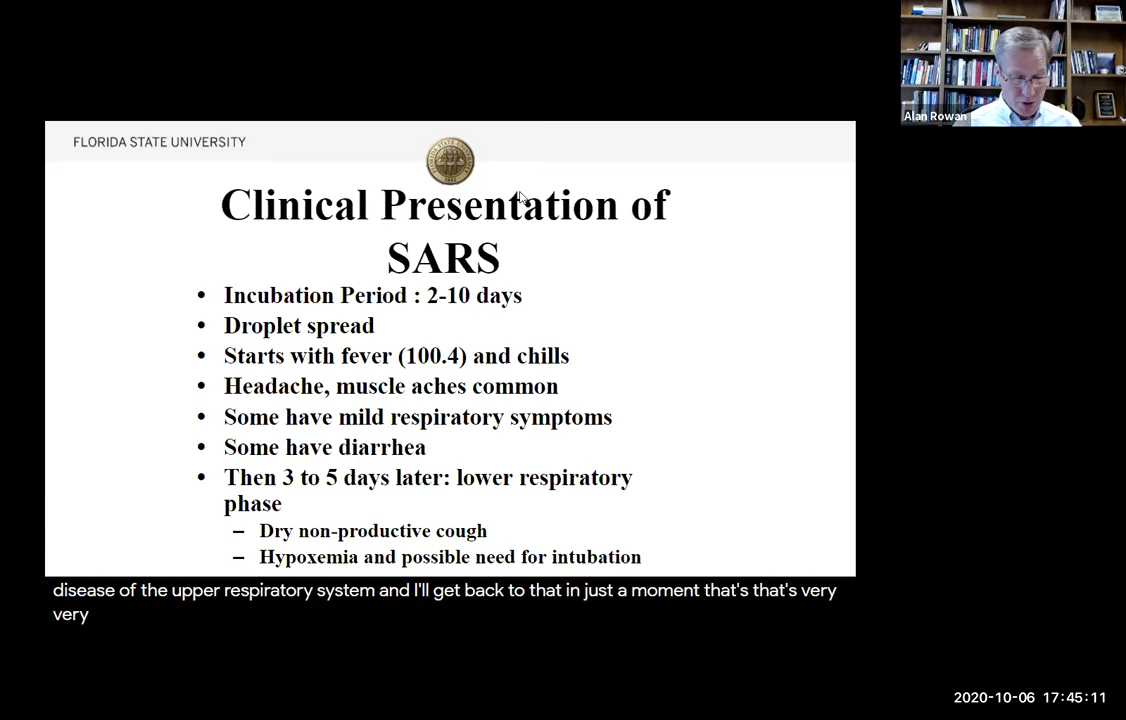 Alan Rowan
FLORIDA STATE UNIVERSITY
Clinical Presentation of
SARS
• Incubation Period : 2-10 days
• Droplet spread
• Starts with fever (100.4) and chills
• Headache, muscle aches common
• Some have mild respiratory symptoms
• Some have diarrhea
• Then 3 to 5 days later: lower respiratory
phase
– Dry non-productive cough
– Hypoxemia and possible need for intubation
disease of the upper respiratory system and I'll get back to that in just a moment that's that's very
very
2020-10-06 17:45:11